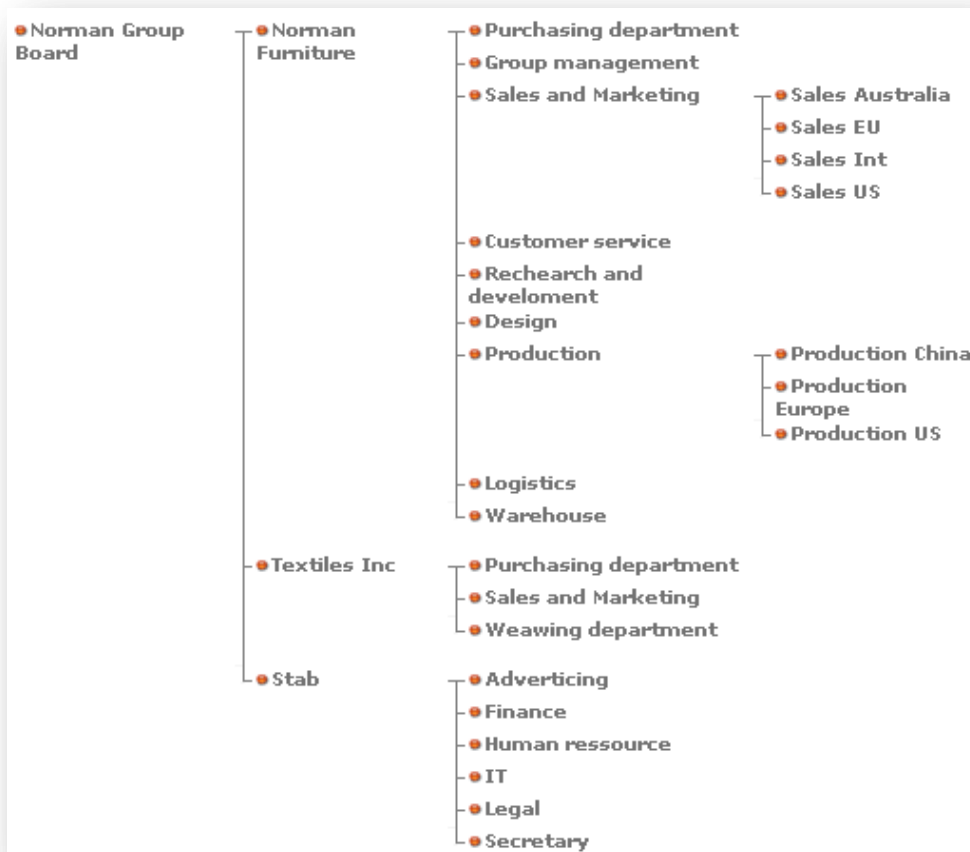 Norman Group
Board
Norman
Furniture
Purchasing department
Group management
Sales and Marketing
Sales Australia
Sales EU
Sales Int
Sales US
Customer service
Rechearch and
develoment
Design
Production
Production China
Production
Europe
Production US
Logistics
Warehouse
Textiles Inc
Purchasing department
Sales and Marketing
Weawing department
Stab
Adverticing
Finance
Human ressource
IT
Legal
Secretary